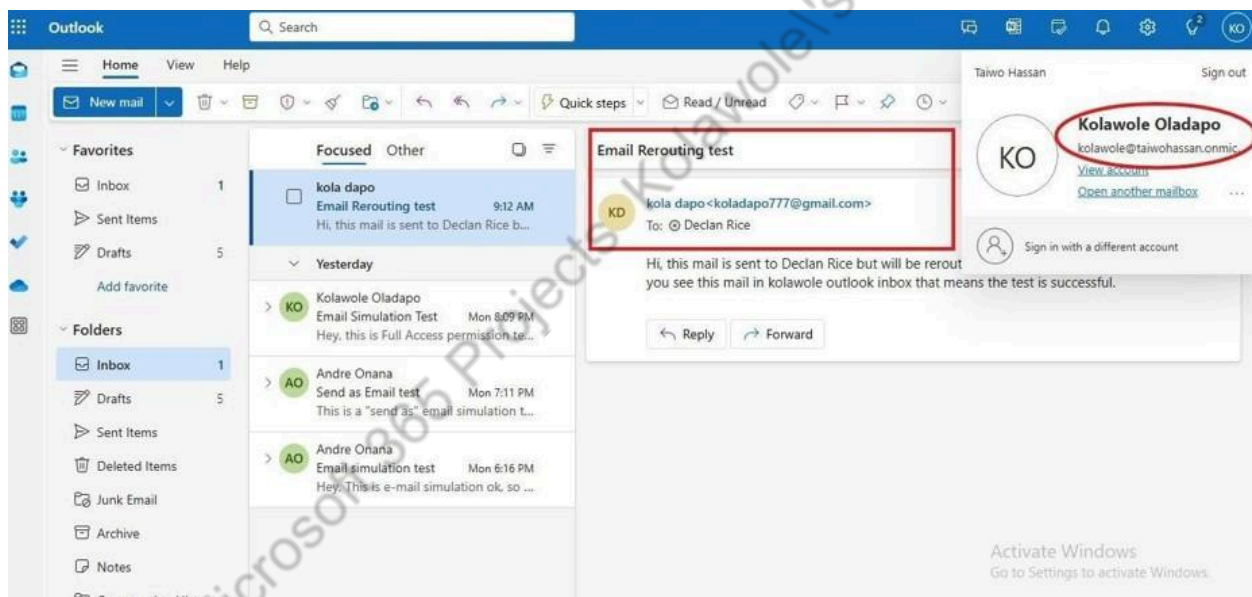 Outlook
Search
2
KO
Home View Help
New mail
Quick steps
Read / Unread
Taiwo Hassan Sign out
KO
Kolawole Oladapo
kolawole@taiwohassan.onmic...
View account
Open another mailbox ...
Sign in with a different account
Favorites
Inbox 1
Sent Items
Drafts 5
Add favorite
Folders
Inbox 1
Drafts 5
Sent Items
Deleted Items
Junk Email
Archive
Notes
Focused Other
kola dapo
Email Rerouting test 9:12 AM
Hi, this mail is sent to Declan Rice b...
Yesterday
KO
Kolawole Oladapo
Email Simulation Test Mon 8:09 PM
Hey, this is Full Access permission te...
AO
Andre Onana
Send as Email test Mon 7:11 PM
This is a "send as" email simulation t...
AO
Andre Onana
Email simulation test Mon 6:16 PM
Hey, This is e-mail simulation ok, so ...
Email Rerouting test
KD
kola dapo<koladapo777@gmail.com>
To: Declan Rice
Hi, this mail is sent to Declan Rice but will be rerout
you see this mail in kolawole outlook inbox that means the test is successful.
Reply Forward
Activate Windows
Go to Settings to activate Windows.
Microsoft 365 Projects Kolawole's